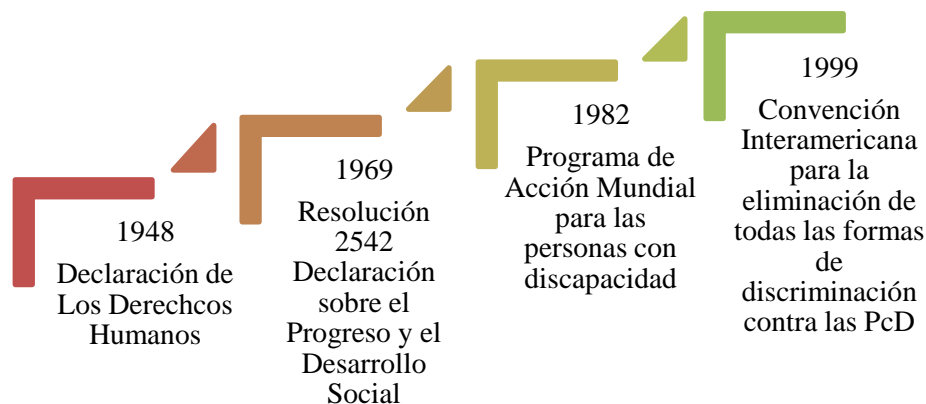 1948
Declaración de
Los Derechcos
Humanos
1969
Resolución
2542
Declaración
sobre el
Progreso y el
Desarrollo
Social
1982
Programa de
Acción Mundial
para las
personas con
discapacidad
1999
Convención
Interamericana
para la
eliminación de
todas las formas
de
discriminación
contra las PcD